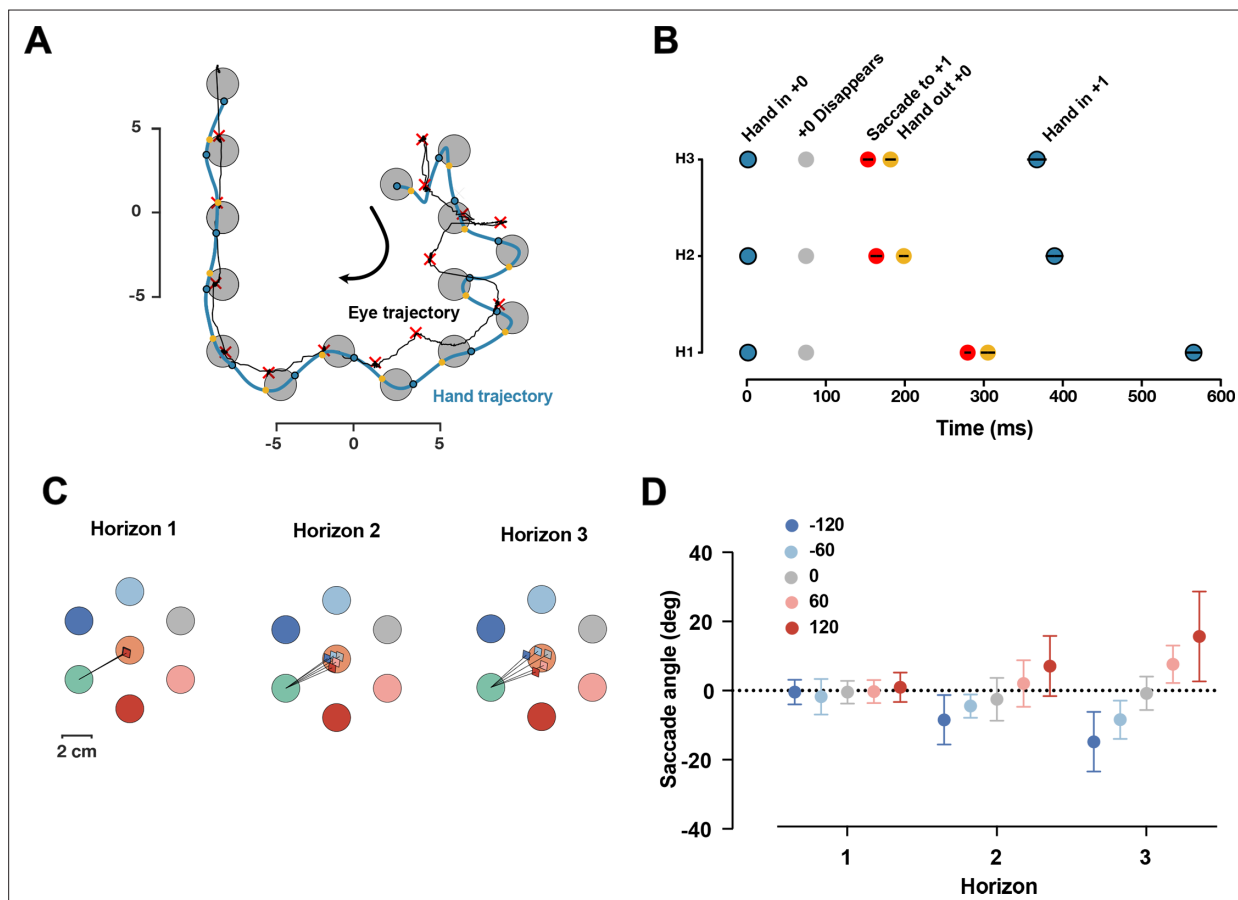 A
5
0
-5
Eye trajectory
Hand trajectory
-5
0
5
B
Hand in +0
+0 Disappears
Saccade to +1
Hand out +0
Hand in +1
H3
H2
H1
0
100
200
300
400
500
600
Time (ms)
C
Horizon 1
Horizon 2
Horizon 3
2 cm
D
-120
-60
0
60
120
40
20
0
-20
-40
Saccade angle (deg)
1
2
3
Horizon